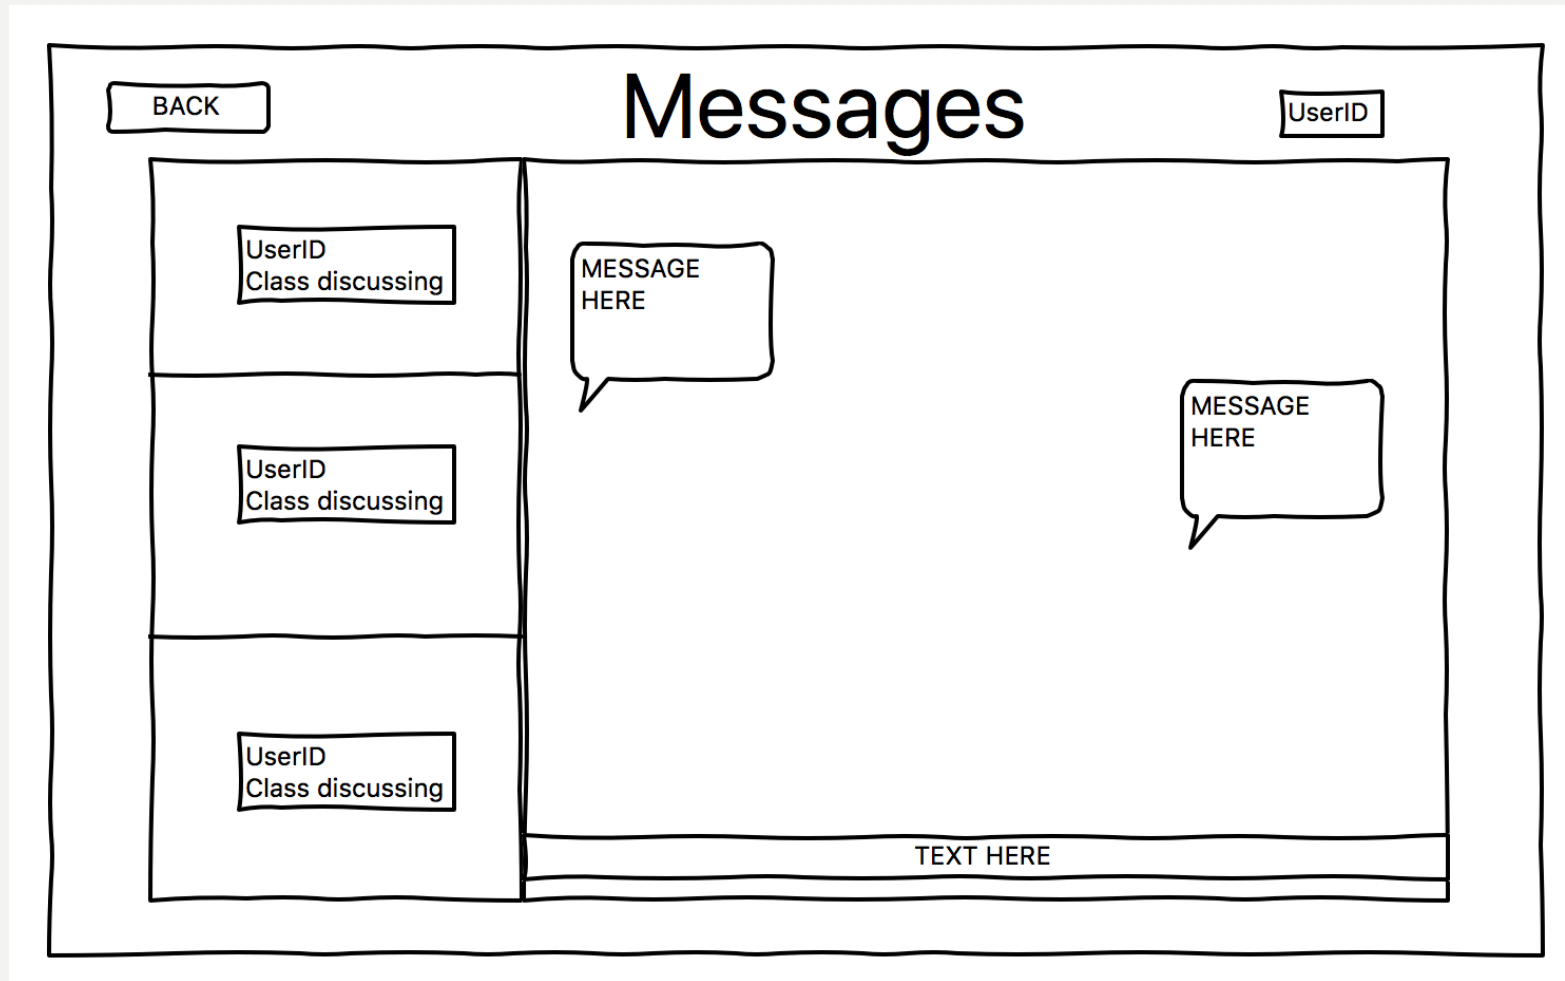 BACK
Messages
UserID
UserID
Class discussing
UserID
Class discussing
UserID
Class discussing
MESSAGE
HERE
MESSAGE
HERE
TEXT HERE